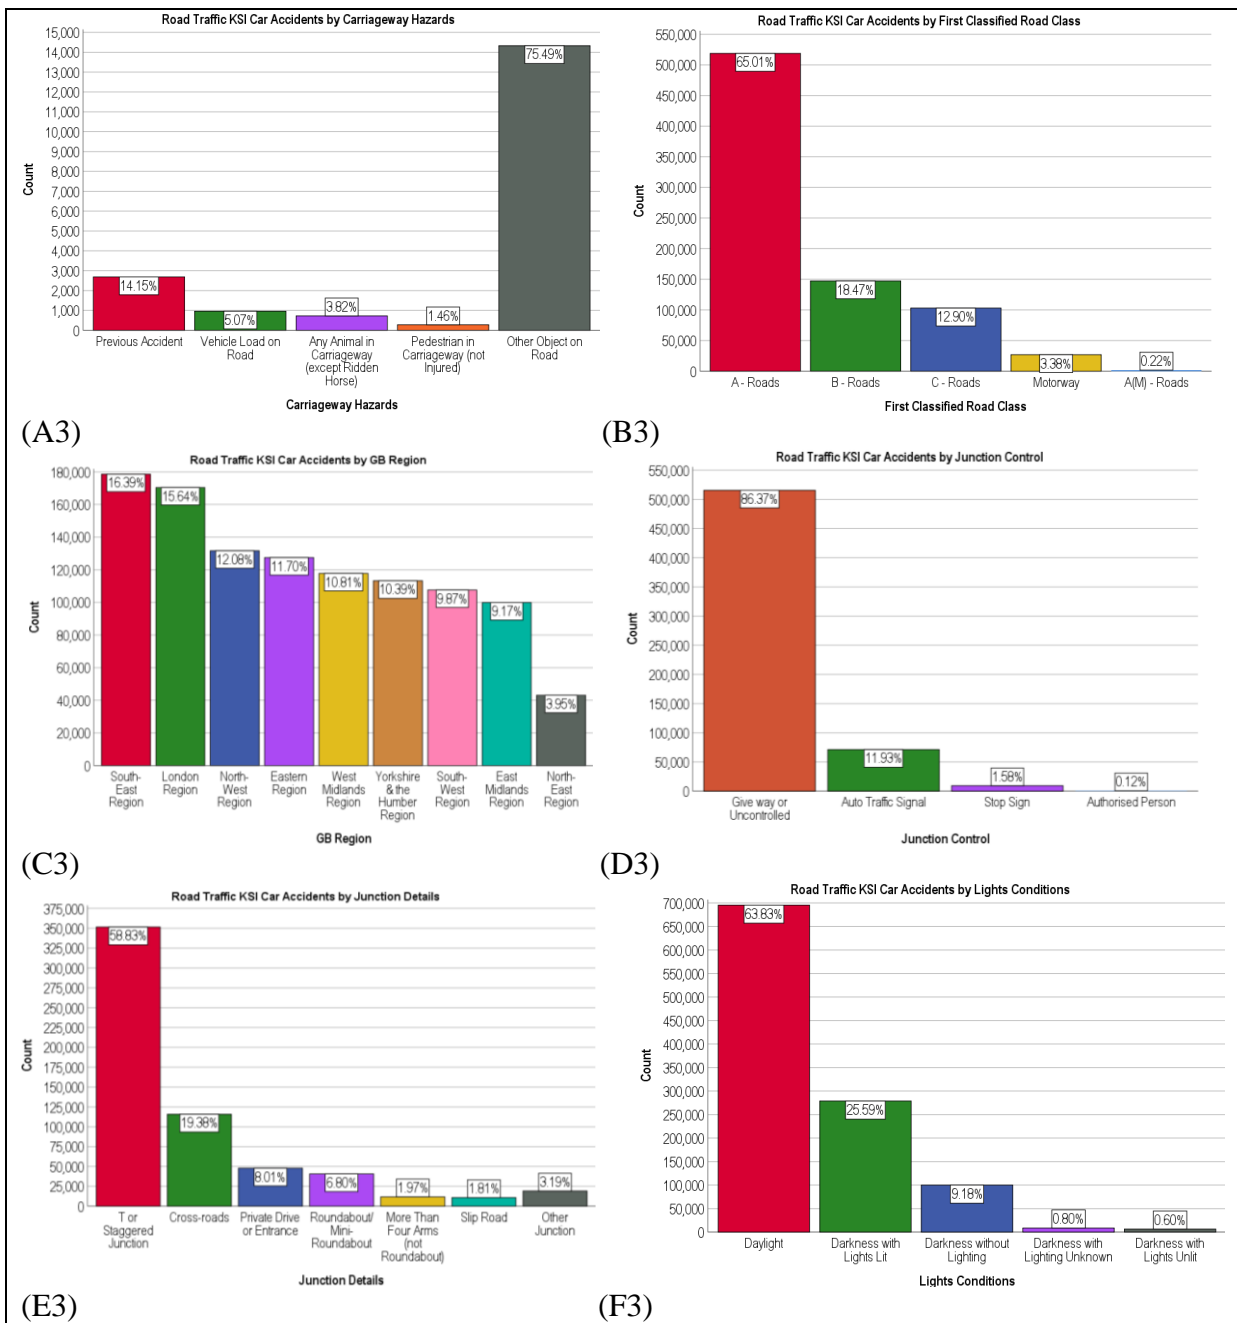 Road Traffic KSI Car Accidents by Carriageway Hazards
15,000
14,000
13,000
12,000
11,000
10,000
9,000
8,000
7,000
6,000
5,000
4,000
3,000
2,000
1,000
0
Count
14.15%
5.07%
3.82%
1.46%
75.49%
Previous Accident
Vehicle Load on
Road
Any Animal in
Carriageway
(except Ridden
Horse)
Pedestrian in
Carriageway (not
Injured)
Other Object on
Road
Carriageway Hazards
(A3)
Road Traffic KSI Car Accidents by First Classified Road Class
550,000
500,000
450,000
400,000
350,000
300,000
250,000
200,000
150,000
100,000
50,000
0
Count
65.01%
18.47%
12.90%
3.38%
0.22%
A - Roads
B - Roads
C - Roads
Motorway
A(M) - Roads
First Classified Road Class
(B3)
Road Traffic KSI Car Accidents by GB Region
180,000
160,000
140,000
120,000
100,000
80,000
60,000
40,000
20,000
0
Count
16.39%
15.64%
12.08%
11.70%
10.81%
10.39%
9.87%
9.17%
3.95%
South-
East
Region
London
Region
North-
West
Region
Eastern
Region
West
Midlands
Region
Yorkshire
& the
Humber
Region
South-
West
Region
East
Midlands
Region
North-
East
Region
GB Region
(C3)
Road Traffic KSI Car Accidents by Junction Control
550,000
500,000
450,000
400,000
350,000
300,000
250,000
200,000
150,000
100,000
50,000
0
Count
86.37%
11.93%
1.58%
0.12%
Give way or
Uncontrolled
Auto Traffic Signal
Stop Sign
Authorised Person
Junction Control
(D3)
Road Traffic KSI Car Accidents by Junction Details
375,000
350,000
325,000
300,000
275,000
250,000
225,000
200,000
175,000
150,000
125,000
100,000
75,000
50,000
25,000
0
Count
58.83%
19.38%
8.01%
6.80%
1.97%
1.81%
3.19%
T or
Staggered
Junction
Cross-roads
Private Drive
or Entrance
Roundabout/
Mini-
Roundabout
More Than
Four Arms
(not
Roundabout)
Slip Road
Other
Junction
Junction Details
(E3)
Road Traffic KSI Car Accidents by Lights Conditions
700,000
650,000
600,000
550,000
500,000
450,000
400,000
350,000
300,000
250,000
200,000
150,000
100,000
50,000
0
Count
63.83%
25.59%
9.18%
0.80%
0.60%
Daylight
Darkness with
Lights Lit
Darkness without
Lighting
Darkness with
Lighting Unknown
Darkness with
Lights Unlit
Lights Conditions
(F3)